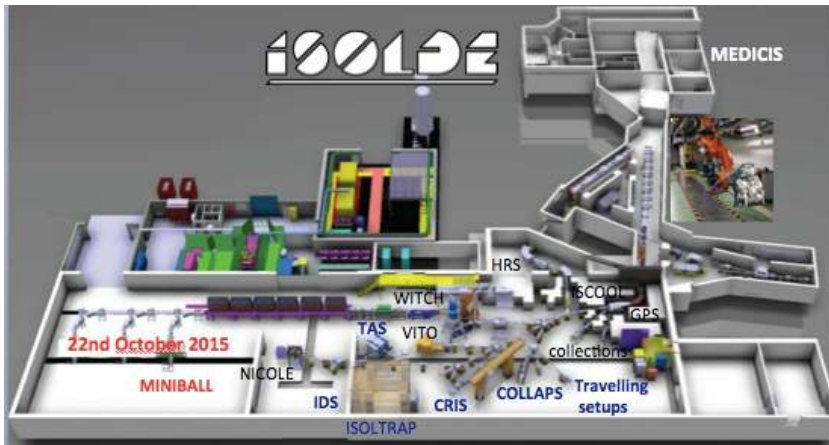 ISOLDE
MEDICIS
HRS
ISCOOL
WITCH
GPS
TAS
VITO
22nd October 2015
collections
NICOLE
MINIBALL
COLLAPS
Travelling
setups
IDS
CRIS
ISOLTRAP